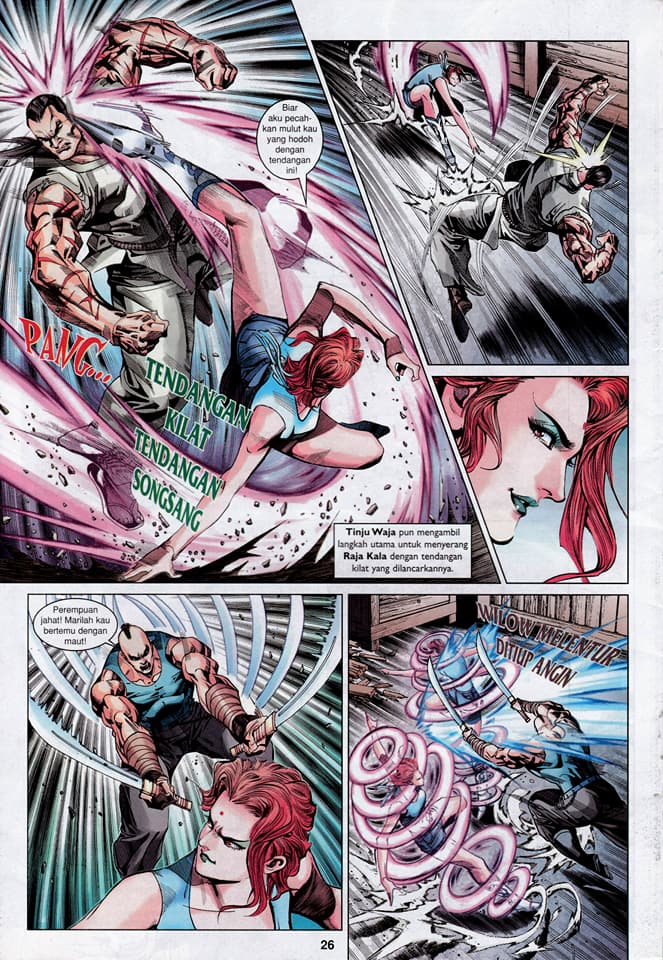 Biar
aku pecah-
kan mulut kau
yang hodoh
dengan
tendangan
ini!
PANG...
TENDANGAN
KILAT
TENDANGAN
SONGSANG
Tinju Waja pun mengambil
langkah utama untuk menyerang
Raja Kala dengan tendangan
kilat yang dilancarkannya.
Perempuan
jahat! Marilah kau
bertemu dengan
maut!
WILOW MELENTUR
DITIUP ANGIN
26